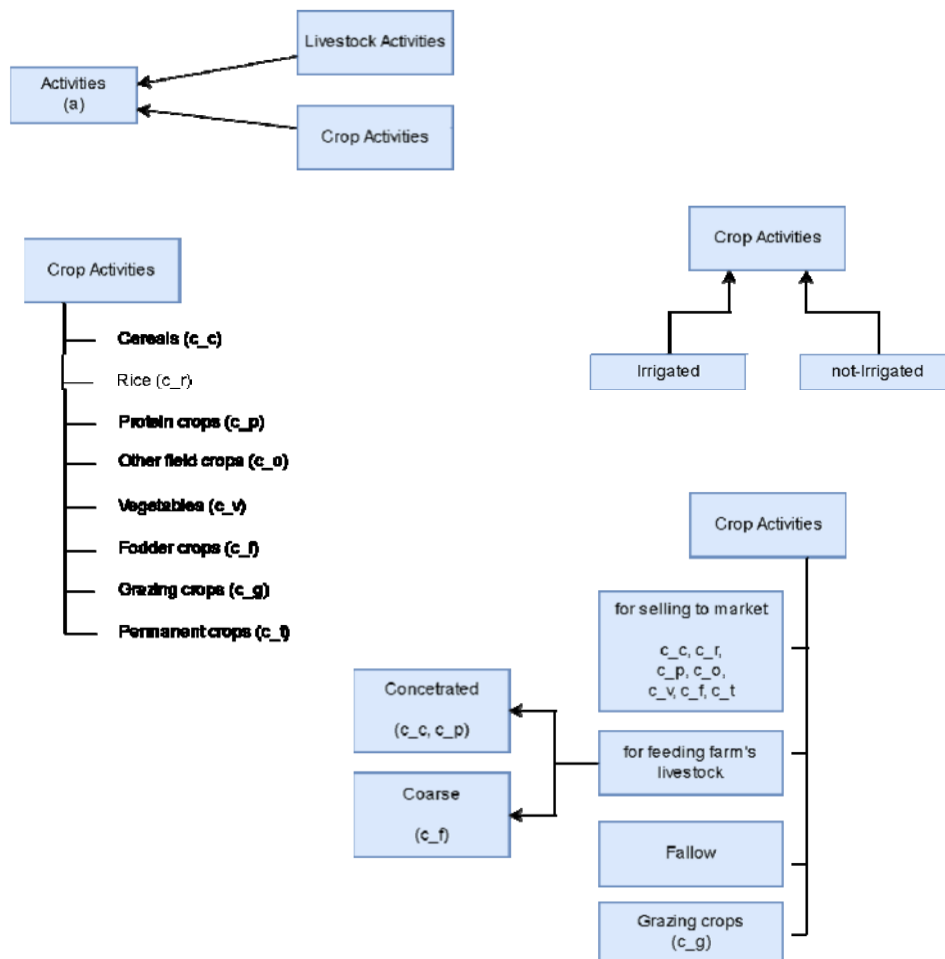 Livestock Activities
Activities
(a)
Crop Activities
Crop Activities
Cereals (c_c)
Rice (c_r)
Protein crops (c_p)
Other field crops (c_o)
Vegetables (c_v)
Fodder crops (c_f)
Grazing crops (c_g)
Permanent crops (c_t)
Crop Activities
Irrigated
not-Irrigated
Crop Activities
for selling to market
c_c, c_r,
c_p, c_o,
c_v, c_f, c_t
for feeding farm's
livestock
Concetrated
(c_c, c_p)
Coarse
(c_f)
Fallow
Grazing crops
(c_g)